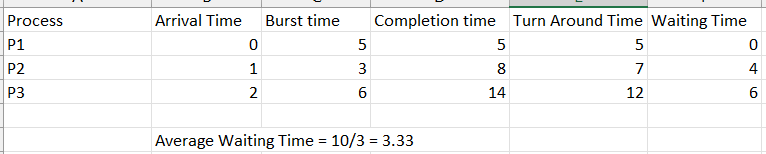 Process Arrival Time Burst time Completion time Turn Around Time Waiting Time
P1 0 5 5 5 0
P2 1 3 8 7 4
P3 2 6 14 12 6
Average Waiting Time = 10/3 = 3.33